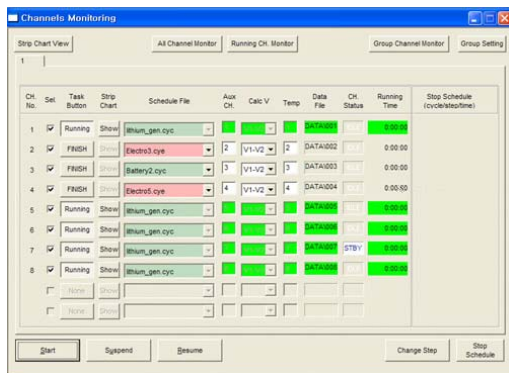 Channels Monitoring
Strip Chart View All Channel Monitor Running CH. Monitor Group Channel Monitor Group Setting
1
CH. No. Sel. Task Button Strip Chart Schedule File Aux CH. Calc V Temp Data File CH. Status Running Time Stop Schedule (cycle/step/time)
1 Running Show lithium_gen.cyc DATA\001 0:00:00
2 FINISH Show Electro3.cye 2 V1-V2 2 DATA\002 0:00:00
3 FINISH Show Battery2.cyc 3 V1-V2 3 DATA\003 0:00:00
4 FINISH Show Electro5.cye 4 V1-V2 4 DATA\004
5 Running Show lithium_gen.cyc DATA\005 0:00:00
6 Running Show lithium_gen.cyc DATA\006 0:00:00
7 Running Show lithium_gen.cyc DATA\007 STBY 0:00:00
8 Running Show lithium_gen.cyc DATA\008 0:00:00
None Show
None Show
Start Suspend Resume Change Step Stop Schedule